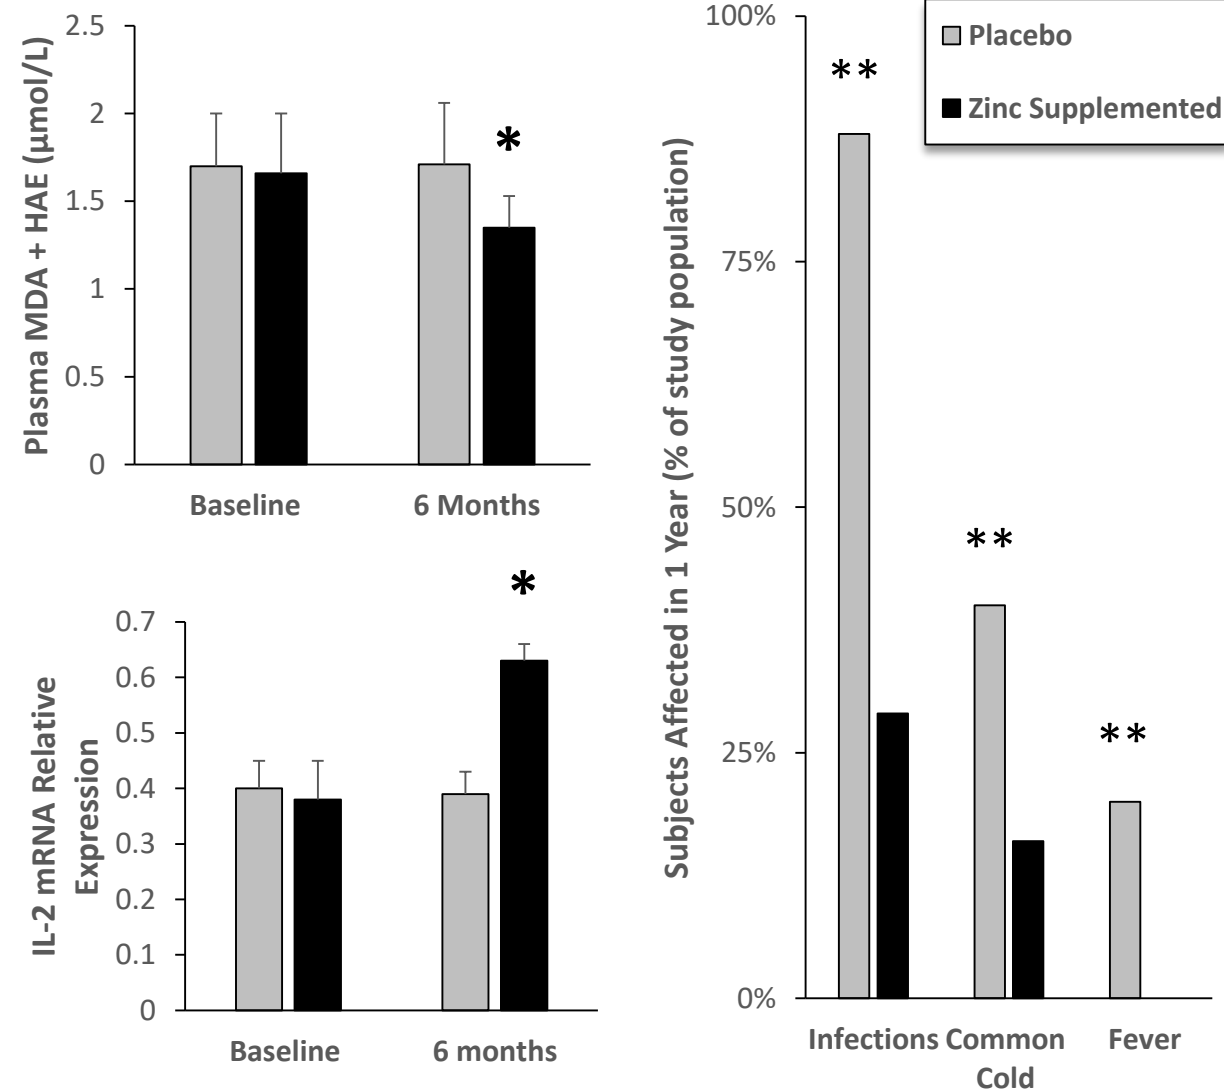 Plasma MDA + HAE (µmol/L)
2.5
2
1.5
1
0.5
0
*
Baseline 6 Months
IL-2 mRNA Relative
Expression
0.7
0.6
0.5
0.4
0.3
0.2
0.1
0
*
Baseline 6 months
Subjects Affected in 1 Year (% of study population)
100%
75%
50%
25%
0%
Placebo
Zinc Supplemented
**
**
**
Infections Common Fever
Cold